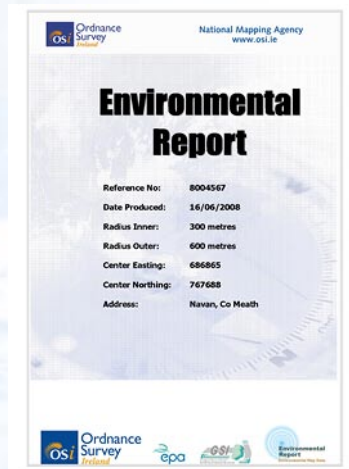 OSi Ordnance Survey Ireland
National Mapping Agency
www.osi.ie
Environmental
Report
Reference No: 8004567
Date Produced: 16/06/2008
Radius Inner: 300 metres
Radius Outer: 600 metres
Center Easting: 686865
Center Northing: 767688
Address: Navan, Co Meath
OSi Ordnance Survey Ireland
epa
GSI
Environmental
Report